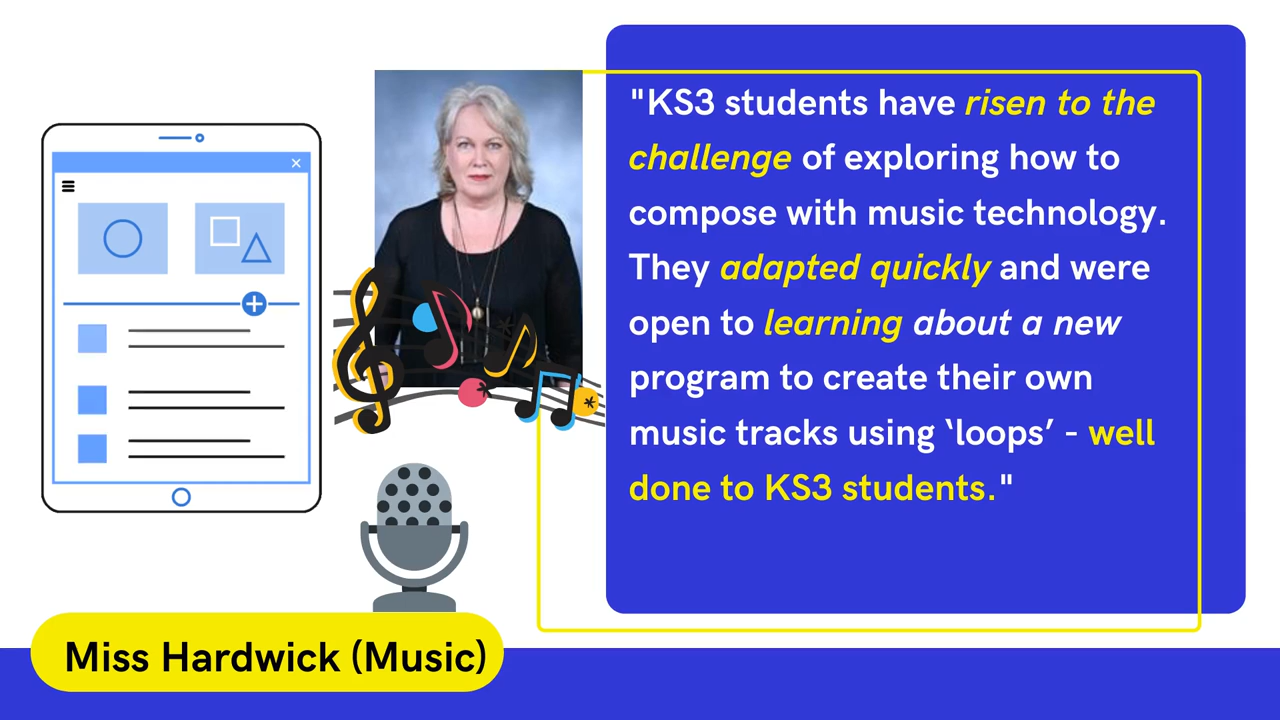 "KS3 students have risen to the
challenge of exploring how to
compose with music technology.
They adapted quickly and were
open to learning about a new
program to create their own
music tracks using ‘loops’ - well
done to KS3 students."
Miss Hardwick (Music)